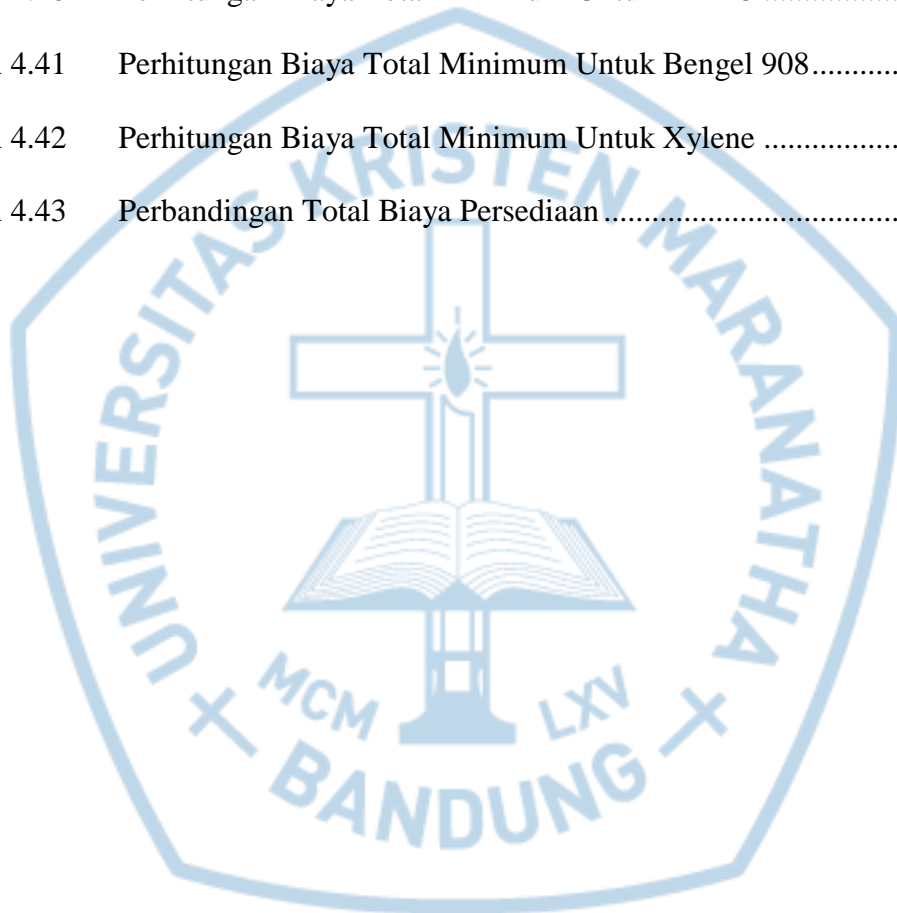 4.41 Perhitungan Biaya Total Minimum Untuk Bengel 908...........
4.42 Perhitungan Biaya Total Minimum Untuk Xylene .................
4.43 Perbandingan Total Biaya Persediaan.....................................
UNIVERSITAS KRISTEN MARANATHA
MCM LXV
BANDUNG